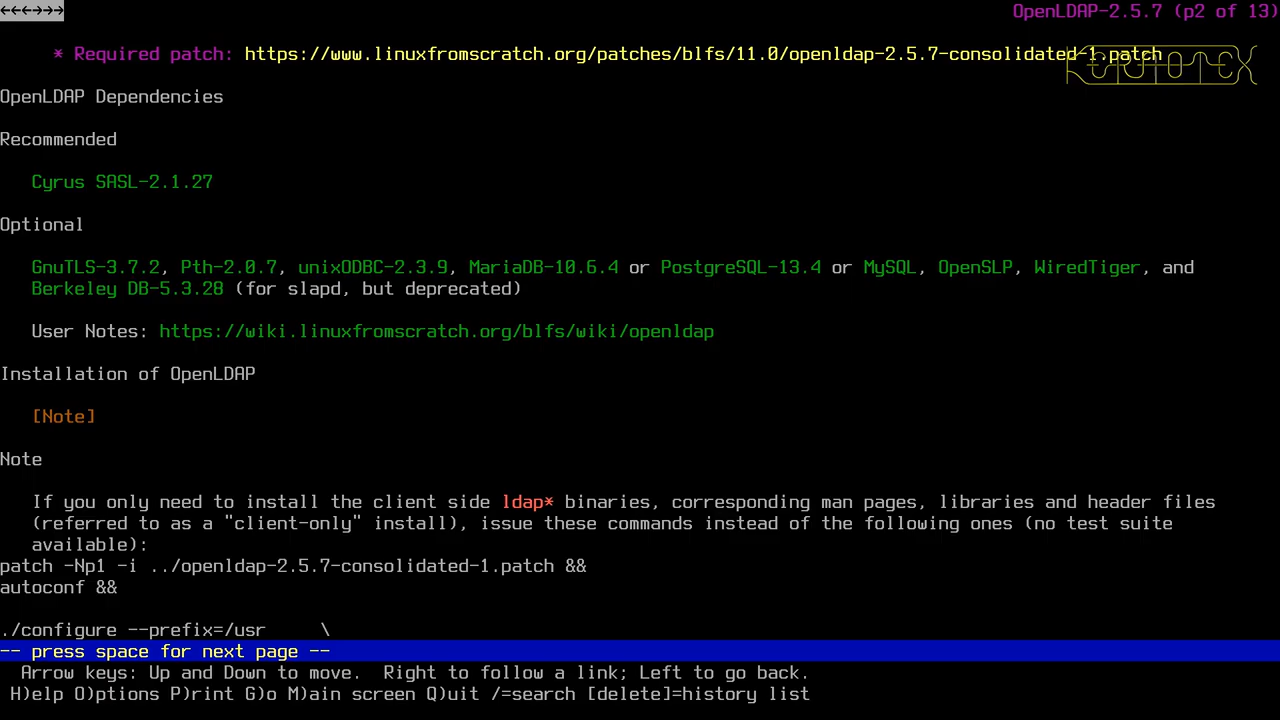 ←←←→→→ OpenLDAP-2.5.7 (p2 of 13)
* Required patch: https://www.linuxfromscratch.org/patches/blfs/11.0/openldap-2.5.7-consolidated-1.patch
OpenLDAP Dependencies
Recommended
Cyrus SASL-2.1.27
Optional
GnuTLS-3.7.2, Pth-2.0.7, unixODBC-2.3.9, MariaDB-10.6.4 or PostgreSQL-13.4 or MySQL, OpenSLP, WiredTiger, and
Berkeley DB-5.3.28 (for slapd, but deprecated)
User Notes: https://wiki.linuxfromscratch.org/blfs/wiki/openldap
Installation of OpenLDAP
[Note]
Note
If you only need to install the client side ldap* binaries, corresponding man pages, libraries and header files
(referred to as a "client-only" install), issue these commands instead of the following ones (no test suite
available):
patch -Np1 -i ../openldap-2.5.7-consolidated-1.patch &&
autoconf &&
./configure --prefix=/usr     \
-- press space for next page --
Arrow keys: Up and Down to move.  Right to follow a link; Left to go back.
H)elp O)ptions P)rint G)o M)ain screen Q)uit /=search [delete]=history list